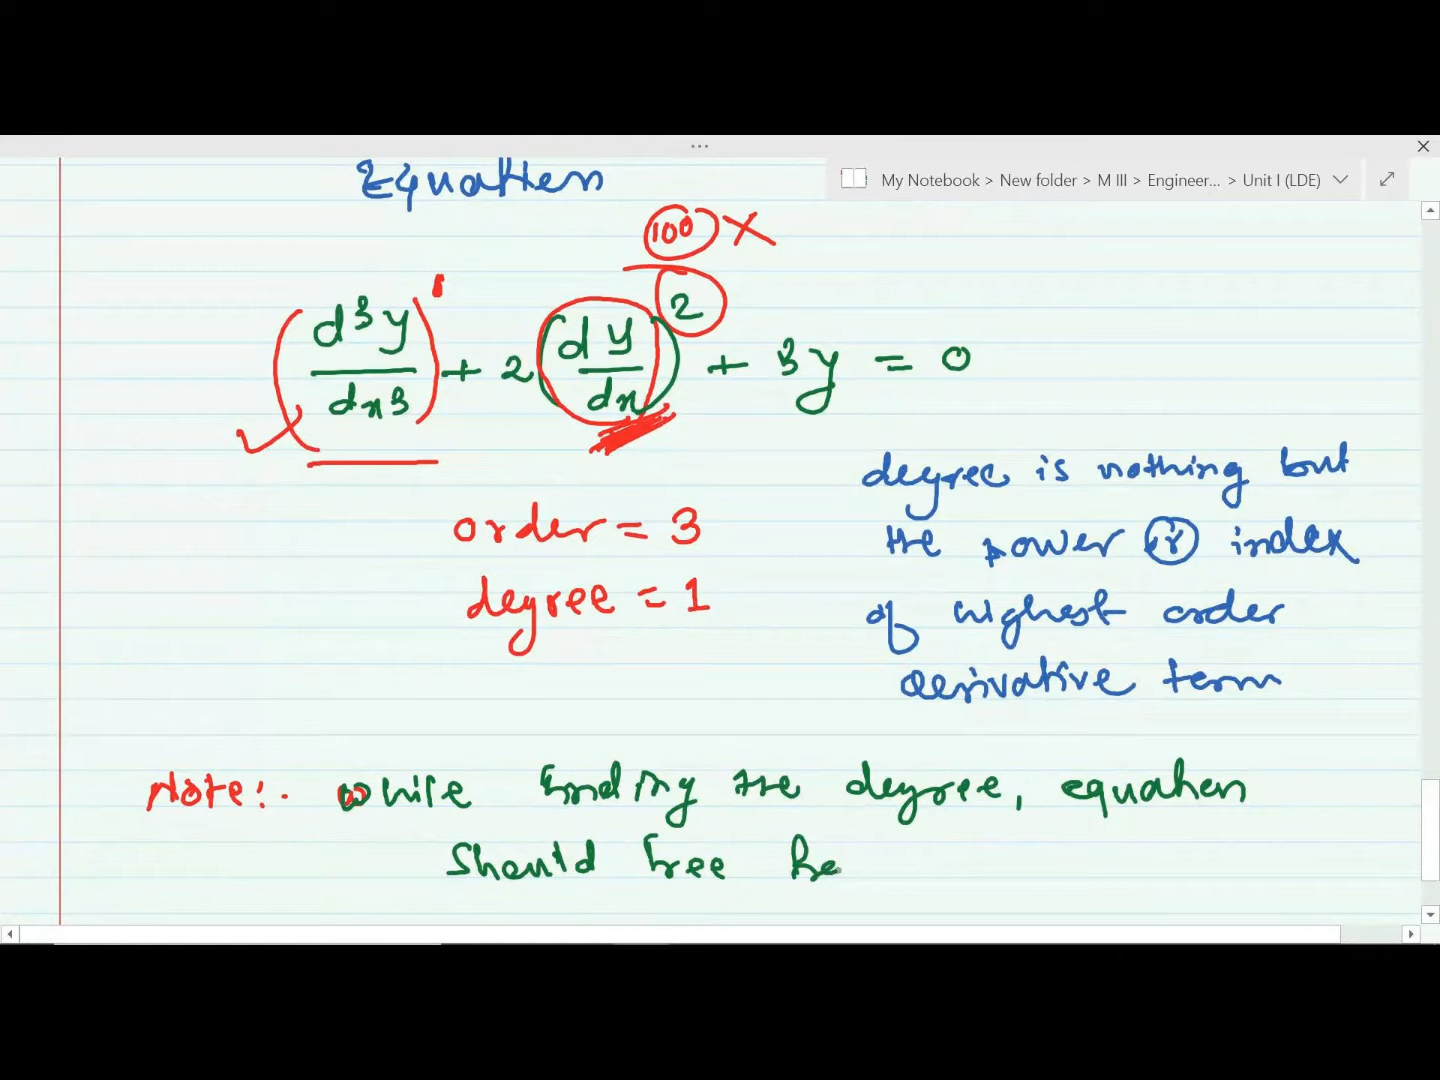 Equation
My Notebook > New folder > M III > Engineer... > Unit I (LDE)
100 ×
(d³y/dx³)¹ + 2(dy/dx)² + 3y = 0
degree is nothing but
the power or index
of highest order
derivative term
order = 3
degree = 1
Note:- While finding the degree, equation
should free